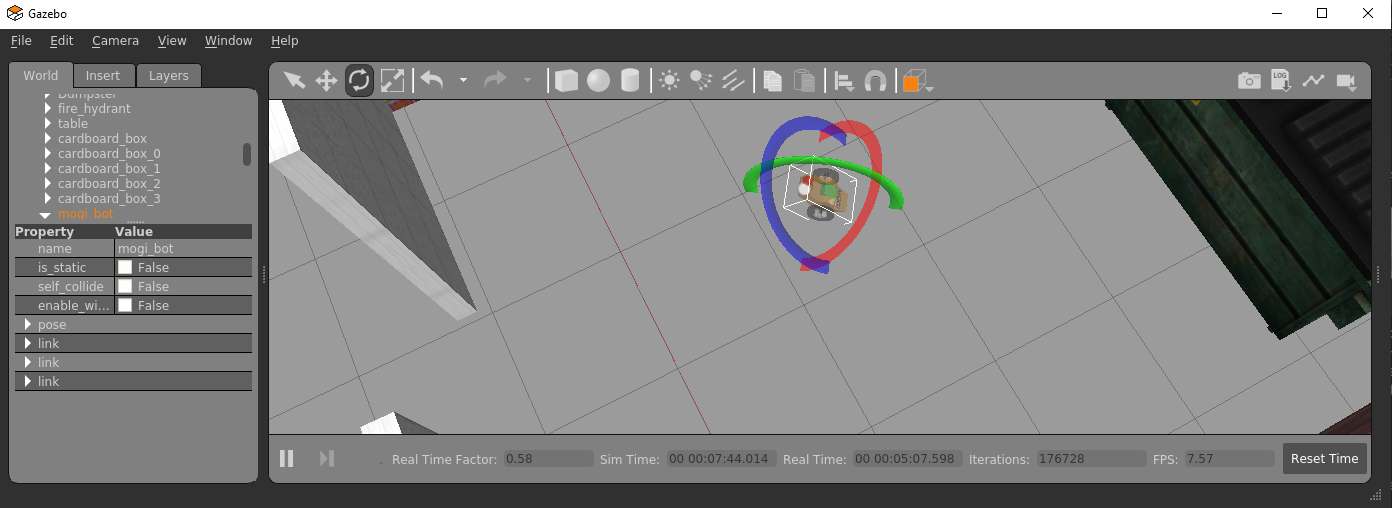 Gazebo
File Edit Camera View Window Help
World Insert Layers
LOG
Dumpster
fire_hydrant
table
cardboard_box
cardboard_box_0
cardboard_box_1
cardboard_box_2
cardboard_box_3
mogi_bot
Property Value
name mogi_bot
is_static False
self_collide False
enable_wi... False
pose
link
link
link
Real Time Factor: 0.58 Sim Time: 00 00:07:44.014 Real Time: 00 00:05:07.598 Iterations: 176728 FPS: 7.57 Reset Time